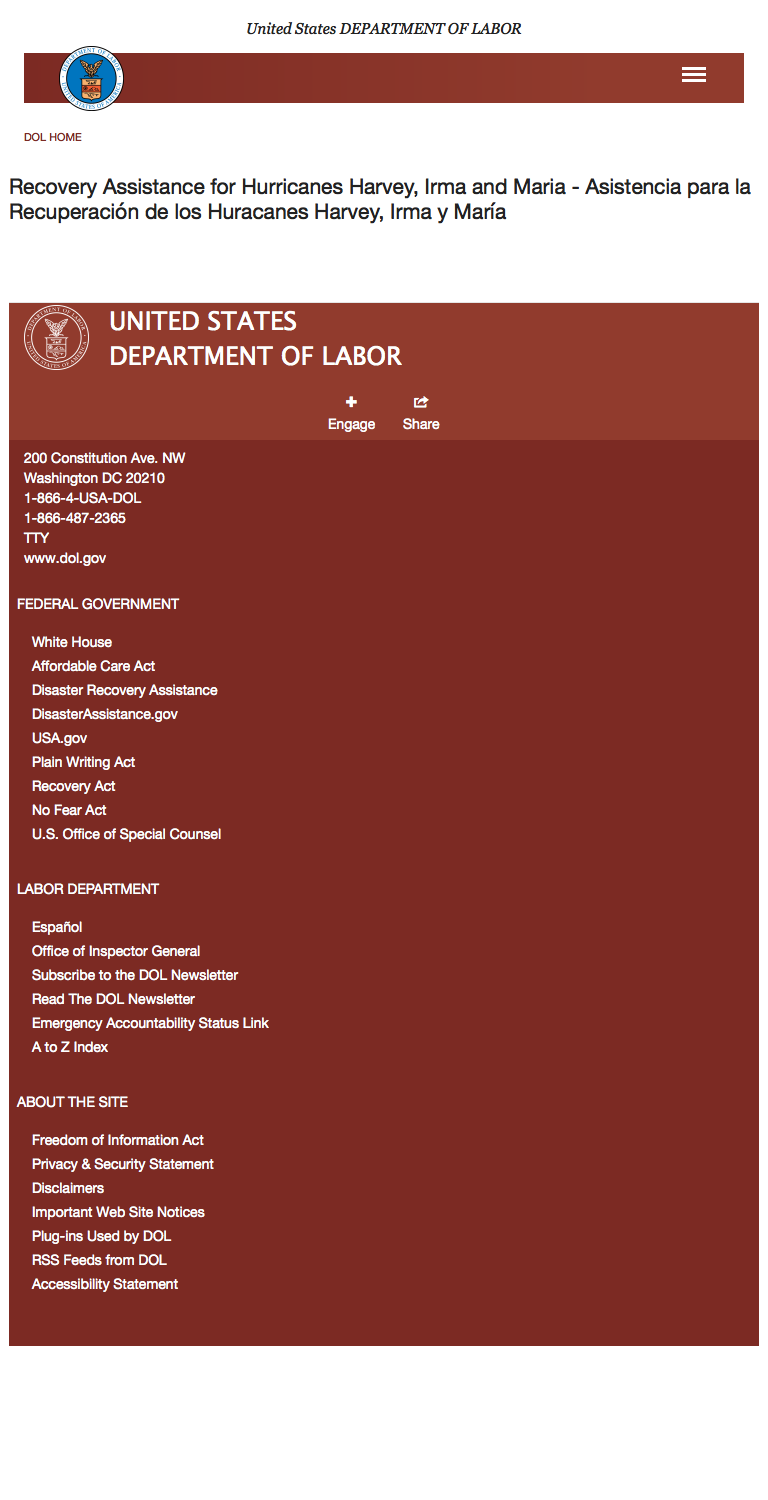 United States DEPARTMENT OF LABOR
DOL HOME
Recovery Assistance for Hurricanes Harvey, Irma and Maria - Asistencia para la
Recuperación de los Huracanes Harvey, Irma y María
UNITED STATES
DEPARTMENT OF LABOR
Engage
Share
200 Constitution Ave. NW
Washington DC 20210
1-866-4-USA-DOL
1-866-487-2365
TTY
www.dol.gov
FEDERAL GOVERNMENT
White House
Affordable Care Act
Disaster Recovery Assistance
DisasterAssistance.gov
USA.gov
Plain Writing Act
Recovery Act
No Fear Act
U.S. Office of Special Counsel
LABOR DEPARTMENT
Español
Office of Inspector General
Subscribe to the DOL Newsletter
Read The DOL Newsletter
Emergency Accountability Status Link
A to Z Index
ABOUT THE SITE
Freedom of Information Act
Privacy & Security Statement
Disclaimers
Important Web Site Notices
Plug-ins Used by DOL
RSS Feeds from DOL
Accessibility Statement